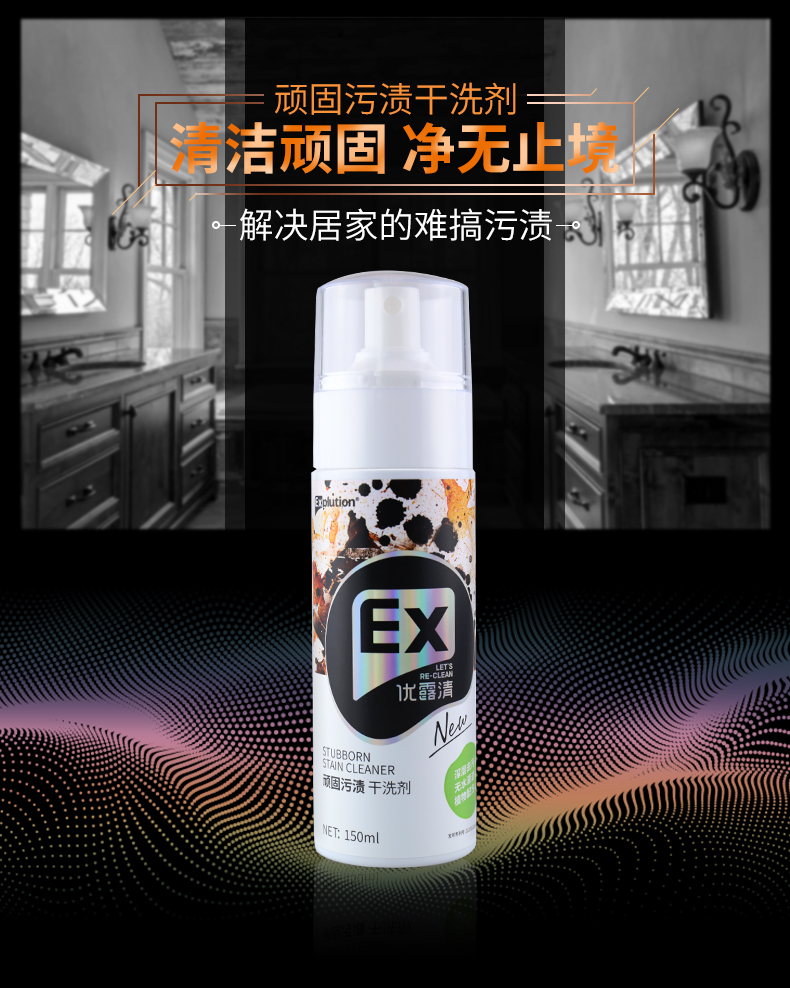 顽固污渍干洗剂
清洁顽固 净无止境
解决居家的难搞污渍
Explution®
Ex
LET'S
RE-CLEAN
优露清
New
STUBBORN
STAIN CLEANER
顽固污渍 干洗剂
NET: 150ml